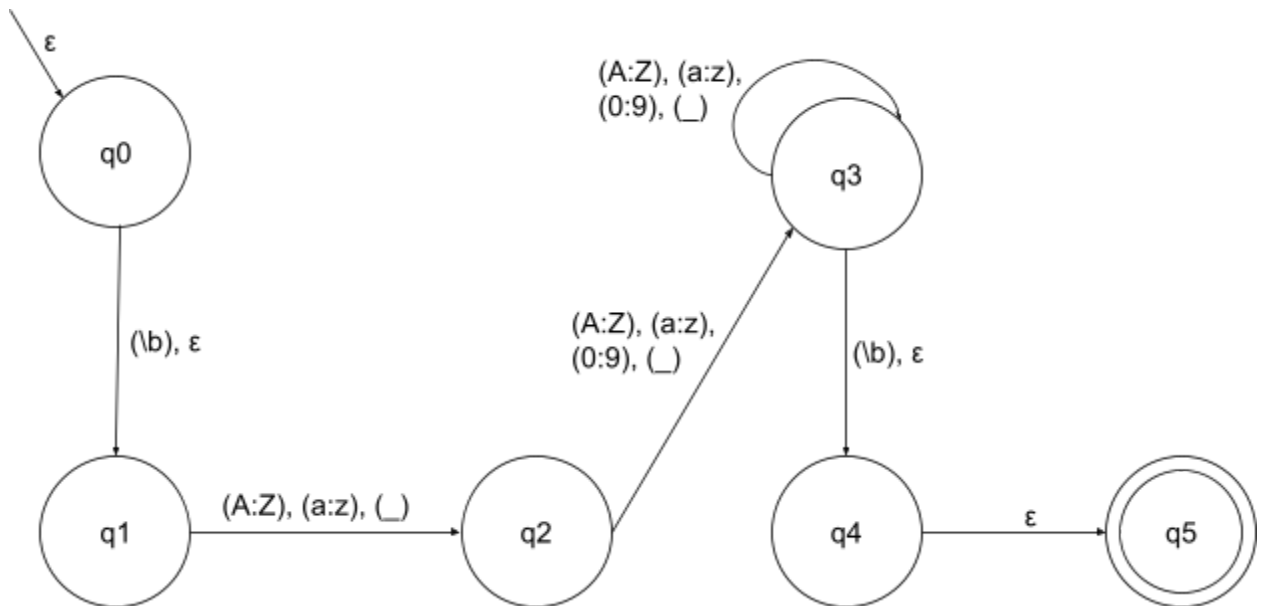 ε
q0
(A:Z), (a:z),
(0:9), (_)
q3
(\b), ε
(A:Z), (a:z),
(0:9), (_)
(\b), ε
q1
(A:Z), (a:z), (_)
q2
q4
ε
q5